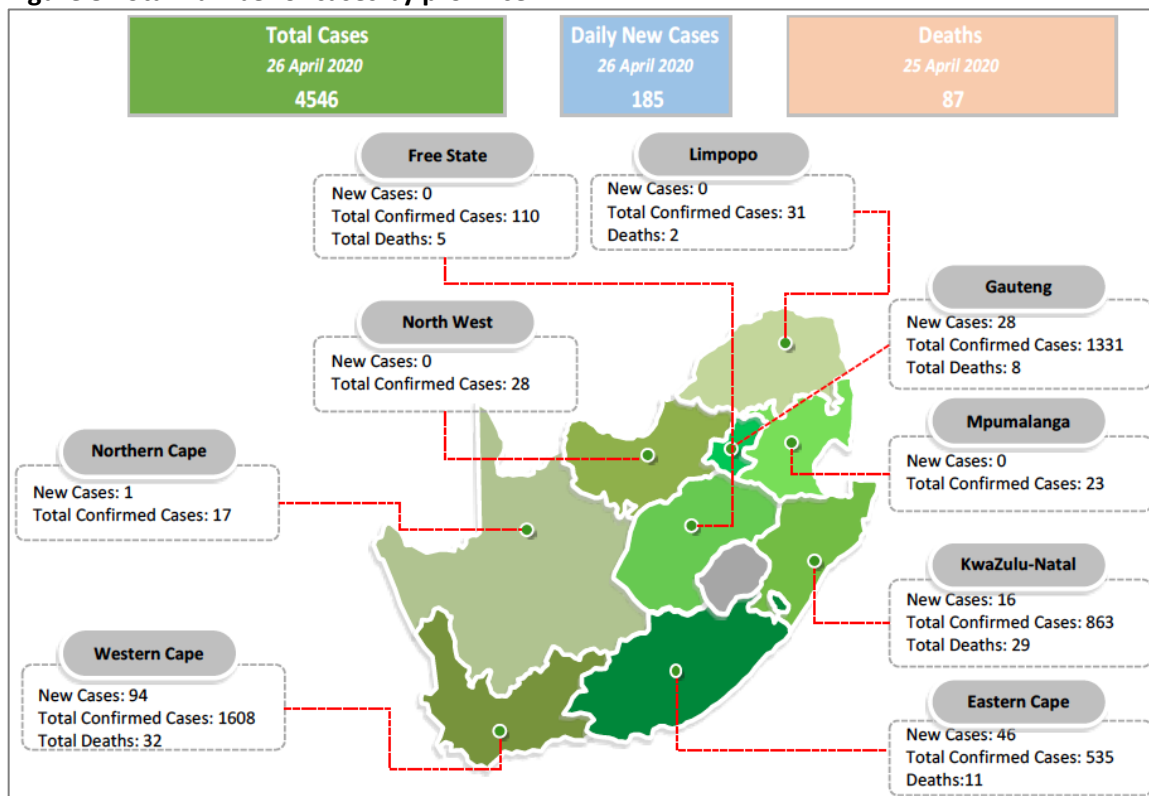 Total Cases
26 April 2020
4546
Daily New Cases
26 April 2020
185
Deaths
25 April 2020
87
Free State
New Cases: 0
Total Confirmed Cases: 110
Total Deaths: 5
Limpopo
New Cases: 0
Total Confirmed Cases: 31
Deaths: 2
Gauteng
New Cases: 28
Total Confirmed Cases: 1331
Total Deaths: 8
North West
New Cases: 0
Total Confirmed Cases: 28
Mpumalanga
New Cases: 0
Total Confirmed Cases: 23
Northern Cape
New Cases: 1
Total Confirmed Cases: 17
KwaZulu-Natal
New Cases: 16
Total Confirmed Cases: 863
Total Deaths: 29
Western Cape
New Cases: 94
Total Confirmed Cases: 1608
Total Deaths: 32
Eastern Cape
New Cases: 46
Total Confirmed Cases: 535
Deaths:11